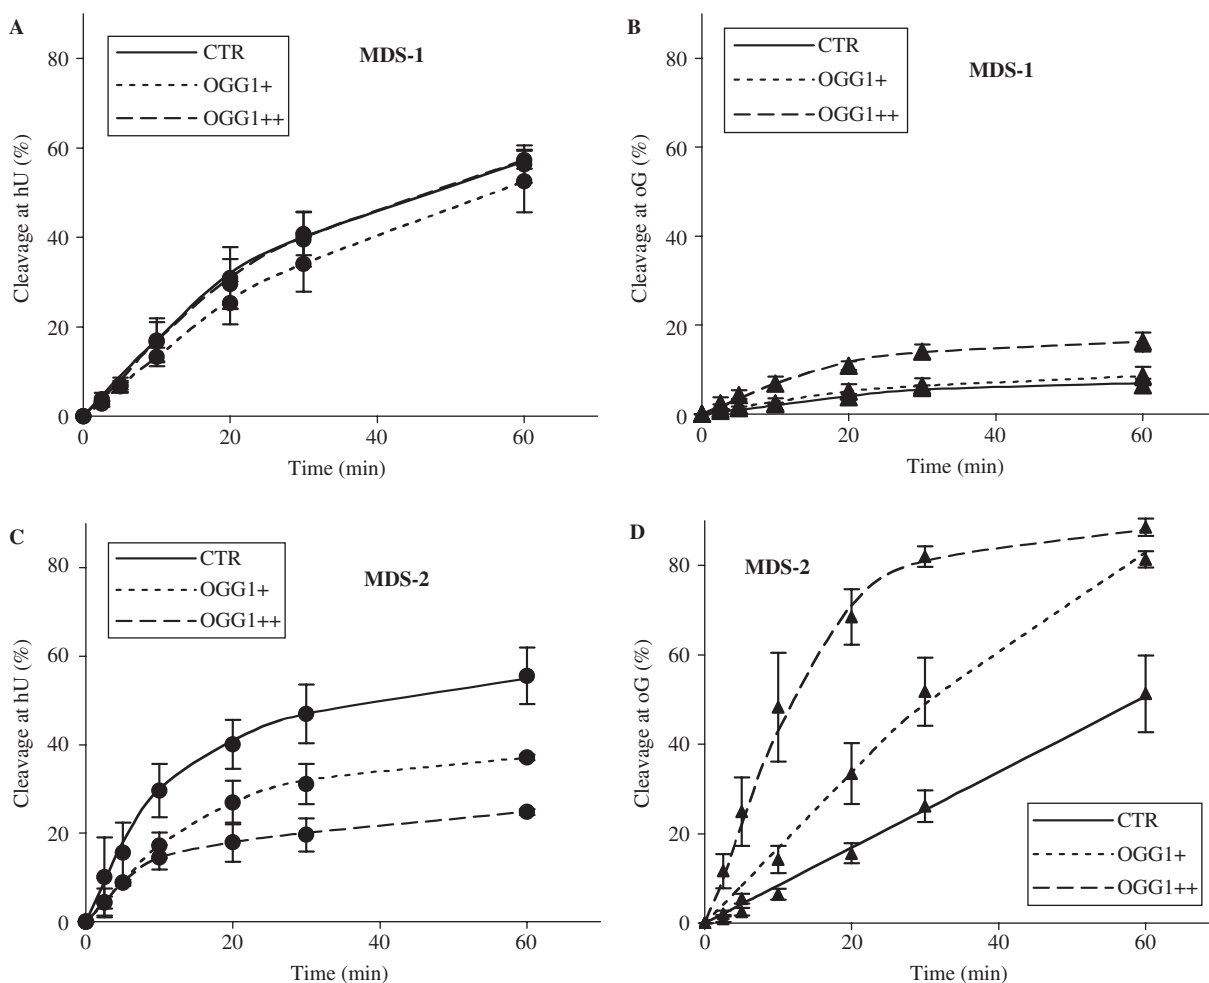 A
CTR
OGG1+
OGG1++
MDS-1
Cleavage at hU (%)
80
60
40
20
0
0 20 40 60
Time (min)
B
CTR
OGG1+
OGG1++
MDS-1
Cleavage at oG (%)
80
60
40
20
0
0 20 40 60
Time (min)
C
CTR
OGG1+
OGG1++
MDS-2
Cleavage at hU (%)
80
60
40
20
0
0 20 40 60
Time (min)
D
MDS-2
CTR
OGG1+
OGG1++
Cleavage at oG (%)
80
60
40
20
0
0 20 40 60
Time (min)